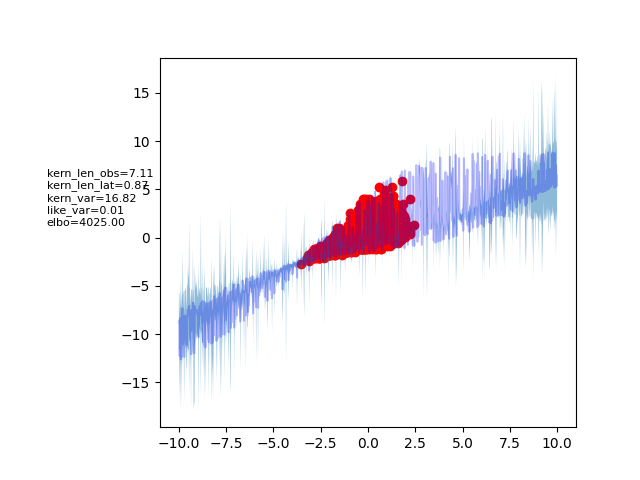 15
10
kern_len_obs=7.11
kern_len_lat=0.87
5
kern_var=16.82
like_var=0.01
elbo=4025.00
0
−5
−10
−15
−10.0 −7.5 −5.0 −2.5 0.0 2.5 5.0 7.5 10.0